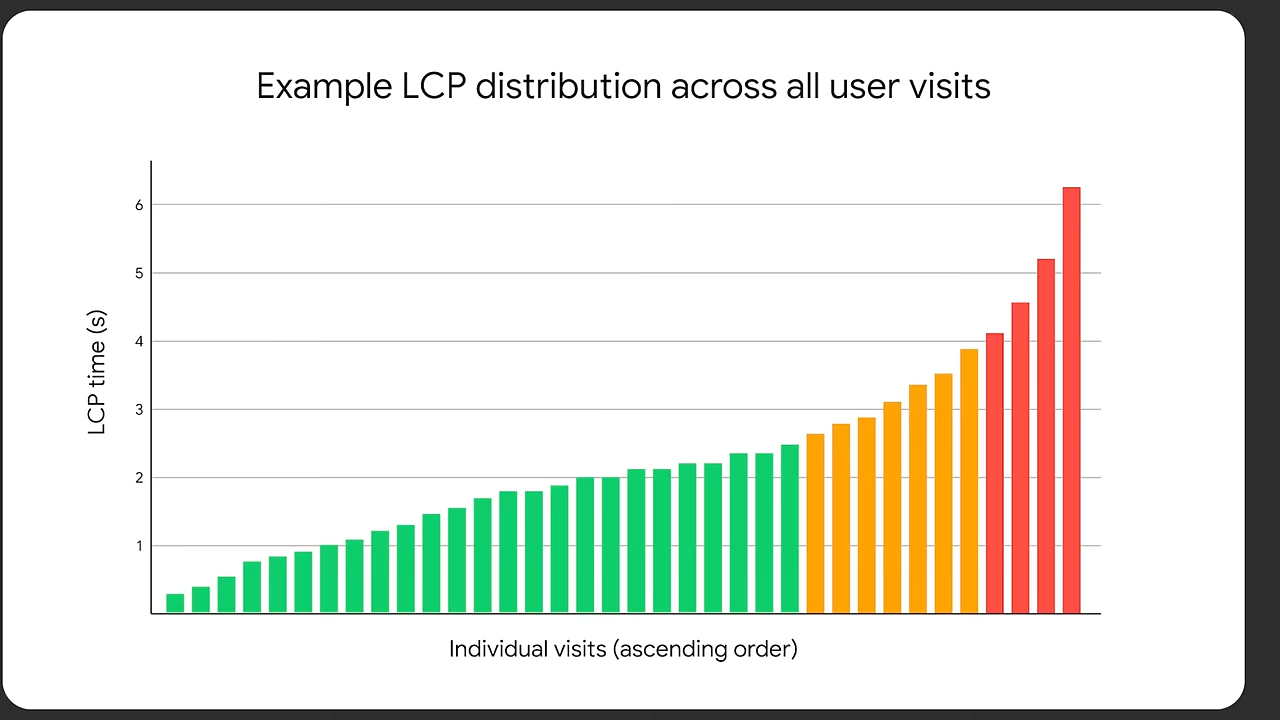 Example LCP distribution across all user visits
6
5
4
3
2
1
LCP time (s)
Individual visits (ascending order)